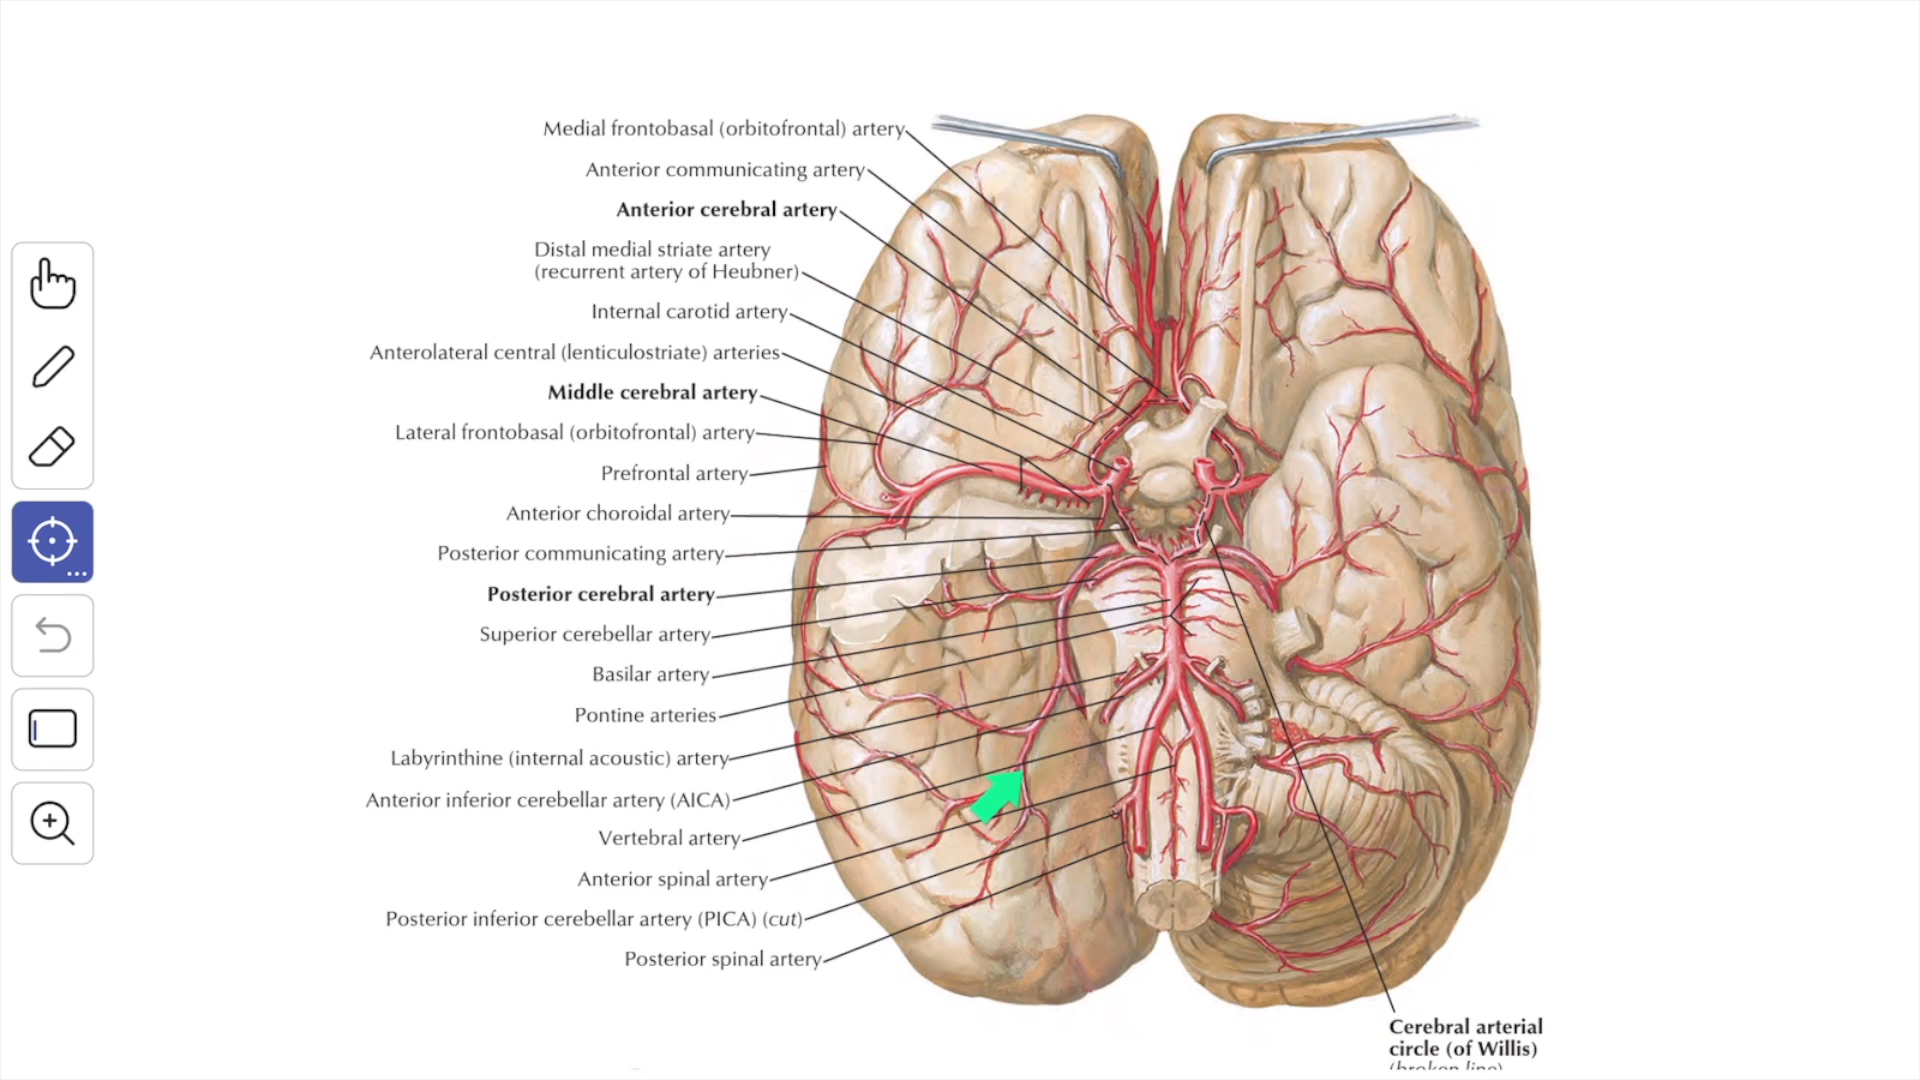 Medial frontobasal (orbitofrontal) artery
Anterior communicating artery
Anterior cerebral artery
Distal medial striate artery
(recurrent artery of Heubner)
Internal carotid artery
Anterolateral central (lenticulostriate) arteries
Middle cerebral artery
Lateral frontobasal (orbitofrontal) artery
Prefrontal artery
Anterior choroidal artery
Posterior communicating artery
Posterior cerebral artery
Superior cerebellar artery
Basilar artery
Pontine arteries
Labyrinthine (internal acoustic) artery
Anterior inferior cerebellar artery (AICA)
Vertebral artery
Anterior spinal artery
Posterior inferior cerebellar artery (PICA) (cut)
Posterior spinal artery
Cerebral arterial
circle (of Willis)
(broken line)